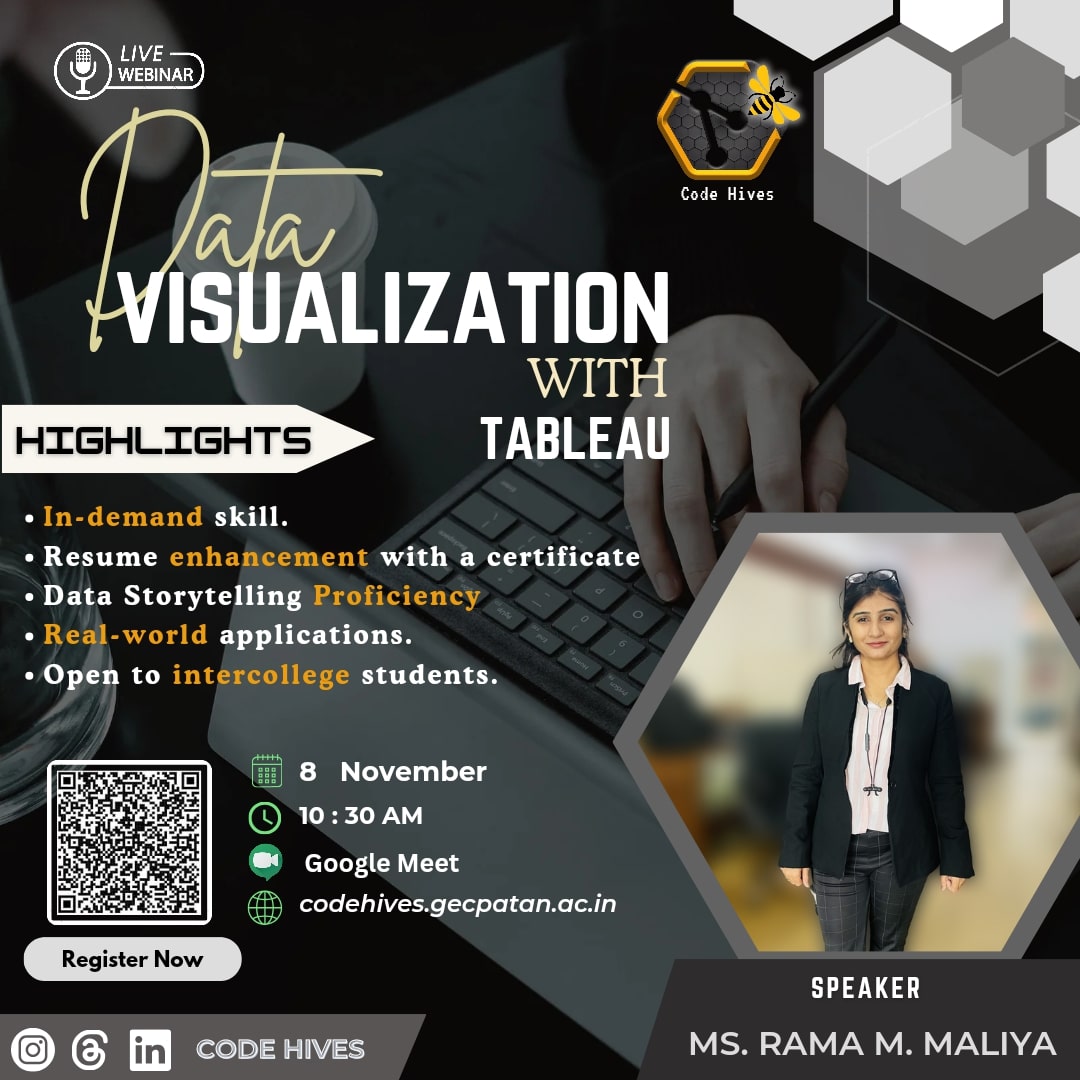 LIVE
WEBINAR
Code Hives
Data
VISUALIZATION
WITH
TABLEAU
HIGHLIGHTS
• In-demand skill.
• Resume enhancement with a certificate
• Data Storytelling Proficiency
• Real-world applications.
• Open to intercollege students.
8 November
10 : 30 AM
Google Meet
codehives.gecpatan.ac.in
Register Now
SPEAKER
MS. RAMA M. MALIYA
CODE HIVES